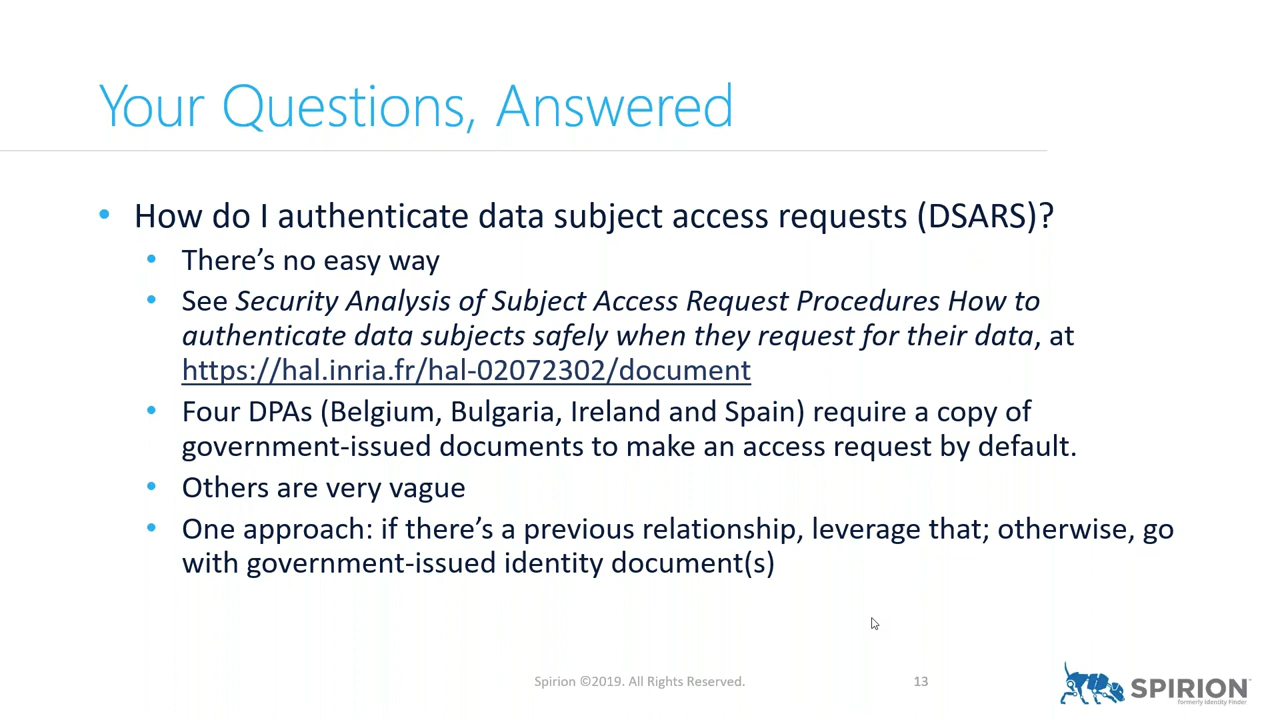 Your Questions, Answered
• How do I authenticate data subject access requests (DSARS)?
• There’s no easy way
• See Security Analysis of Subject Access Request Procedures How to
authenticate data subjects safely when they request for their data, at
https://hal.inria.fr/hal-02072302/document
• Four DPAs (Belgium, Bulgaria, Ireland and Spain) require a copy of
government-issued documents to make an access request by default.
• Others are very vague
• One approach: if there’s a previous relationship, leverage that; otherwise, go
with government-issued identity document(s)
Spirion ©2019. All Rights Reserved.
13
SPIRION
formerly Identity Finder